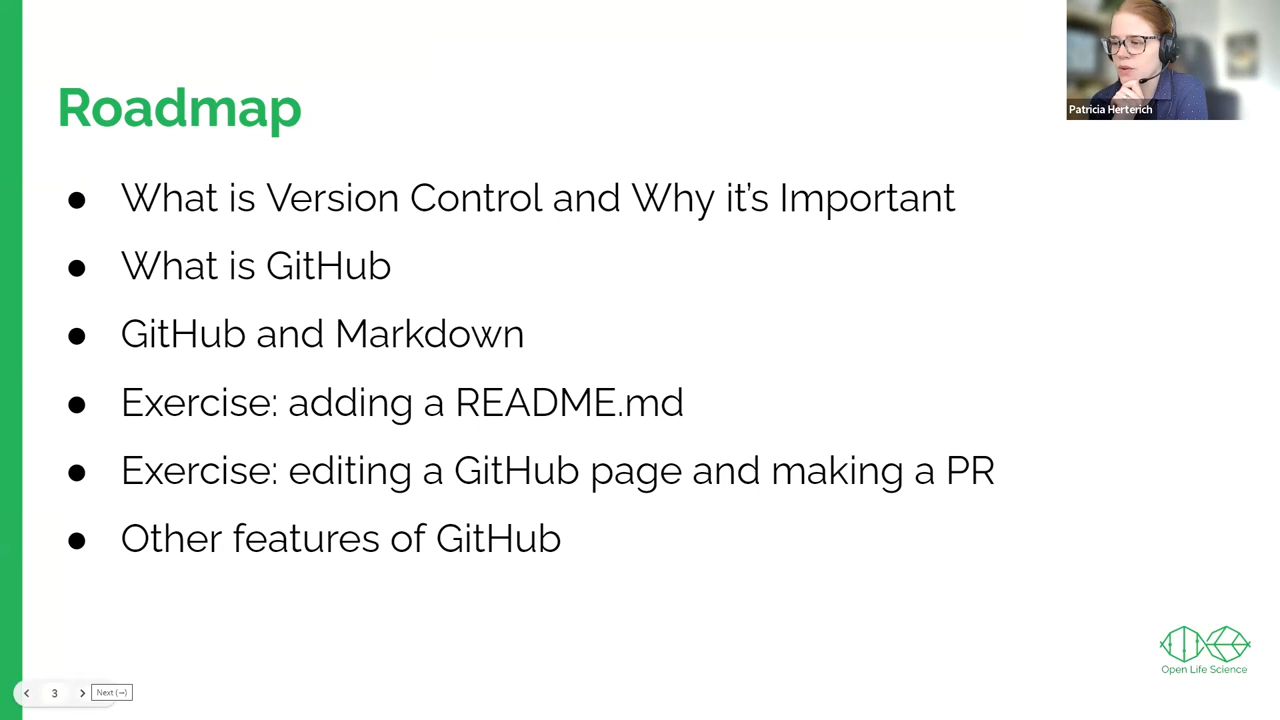 Roadmap
Patricia Herterich
● What is Version Control and Why it's Important
● What is GitHub
● GitHub and Markdown
● Exercise: adding a README.md
● Exercise: editing a GitHub page and making a PR
● Other features of GitHub
Open Life Science
3
Next (→)